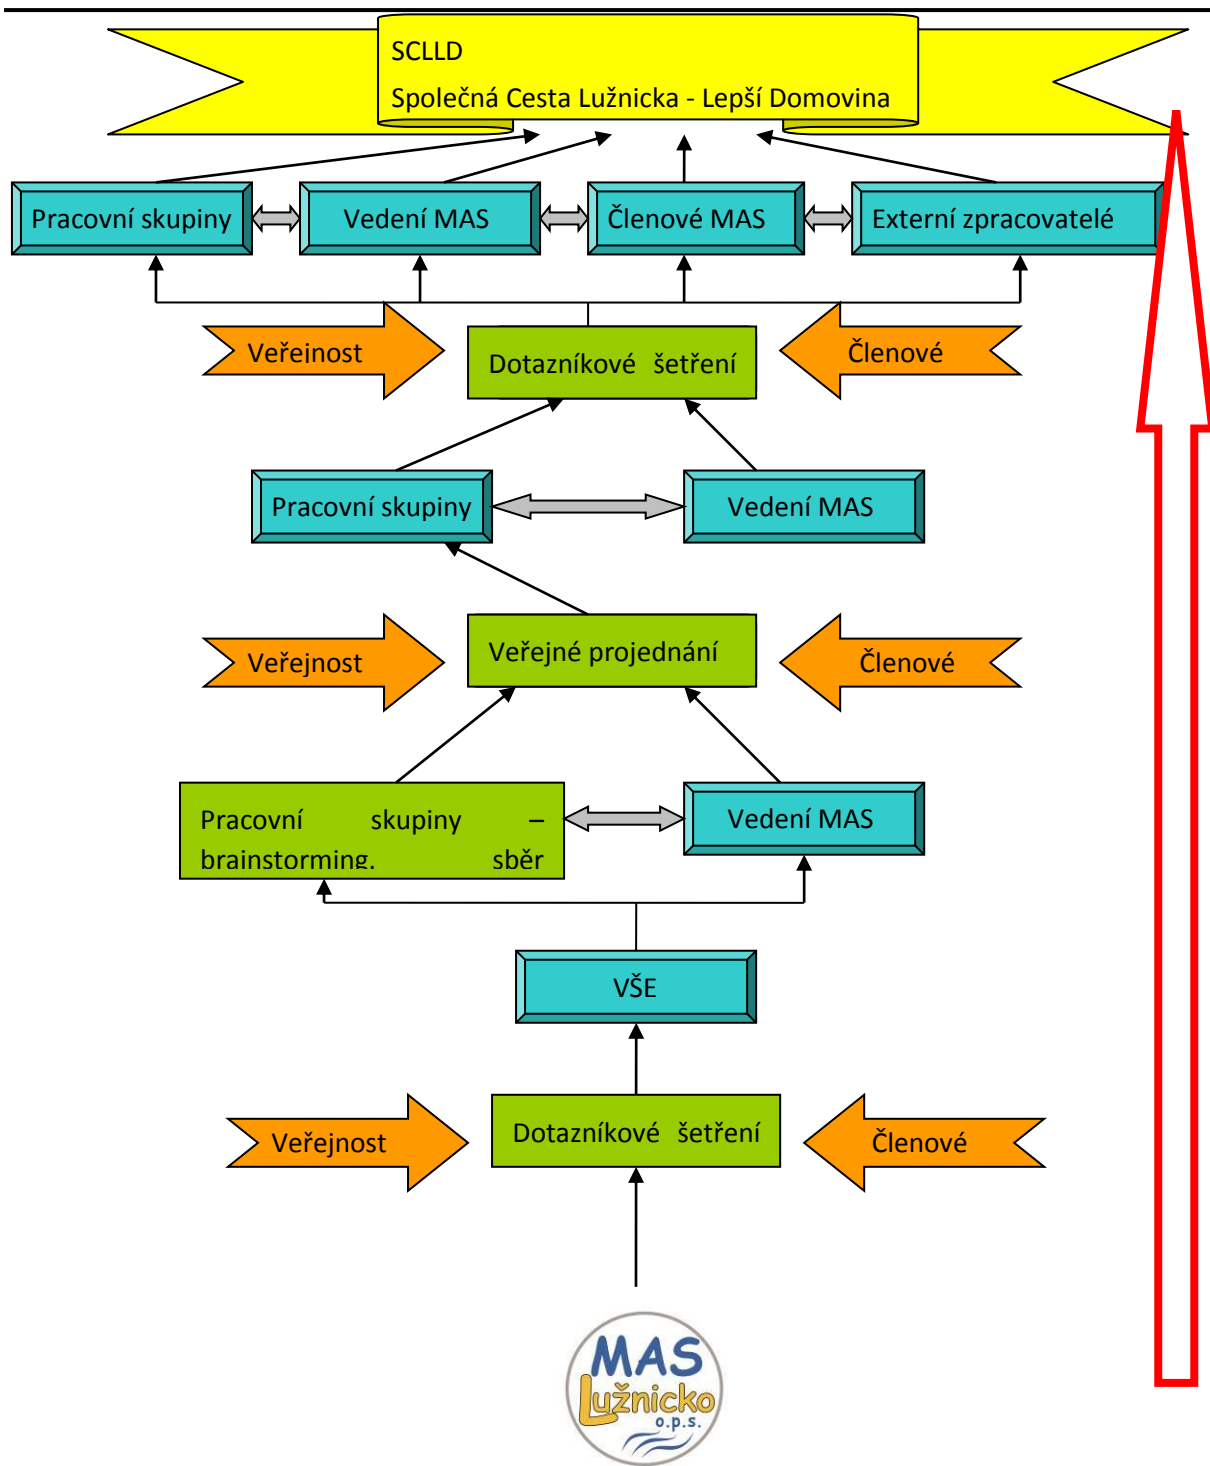 SCLLD
Společná Cesta Lužnicka - Lepší Domovina
Pracovní skupiny
Vedení MAS
Členové MAS
Externí zpracovatelé
Veřejnost
Dotazníkové šetření
Členové
Pracovní skupiny
Vedení MAS
Veřejnost
Veřejné projednání
Členové
Pracovní skupiny –
brainstorming, sběr
Vedení MAS
VŠE
Veřejnost
Dotazníkové šetření
Členové
MAS
Lužnicko
o.p.s.